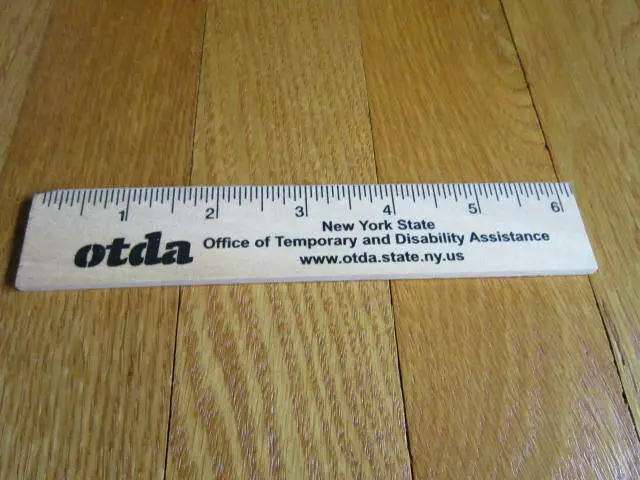 1 2 3 4 5 6
otda
New York State
Office of Temporary and Disability Assistance
www.otda.state.ny.us